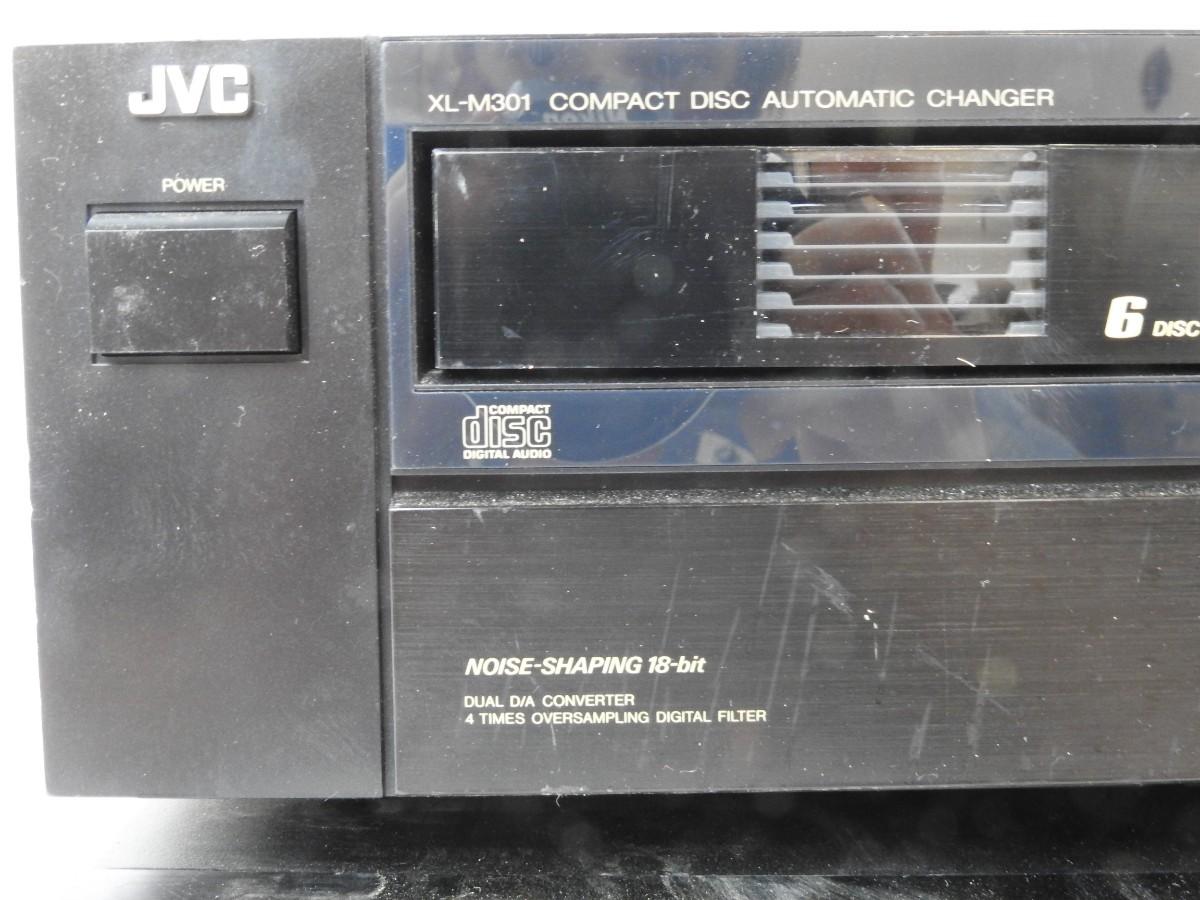 JVC
POWER
XL-M301 COMPACT DISC AUTOMATIC CHANGER
6 DISC
COMPACT
disc
DIGITAL AUDIO
NOISE-SHAPING 18-bit
DUAL D/A CONVERTER
4 TIMES OVERSAMPLING DIGITAL FILTER